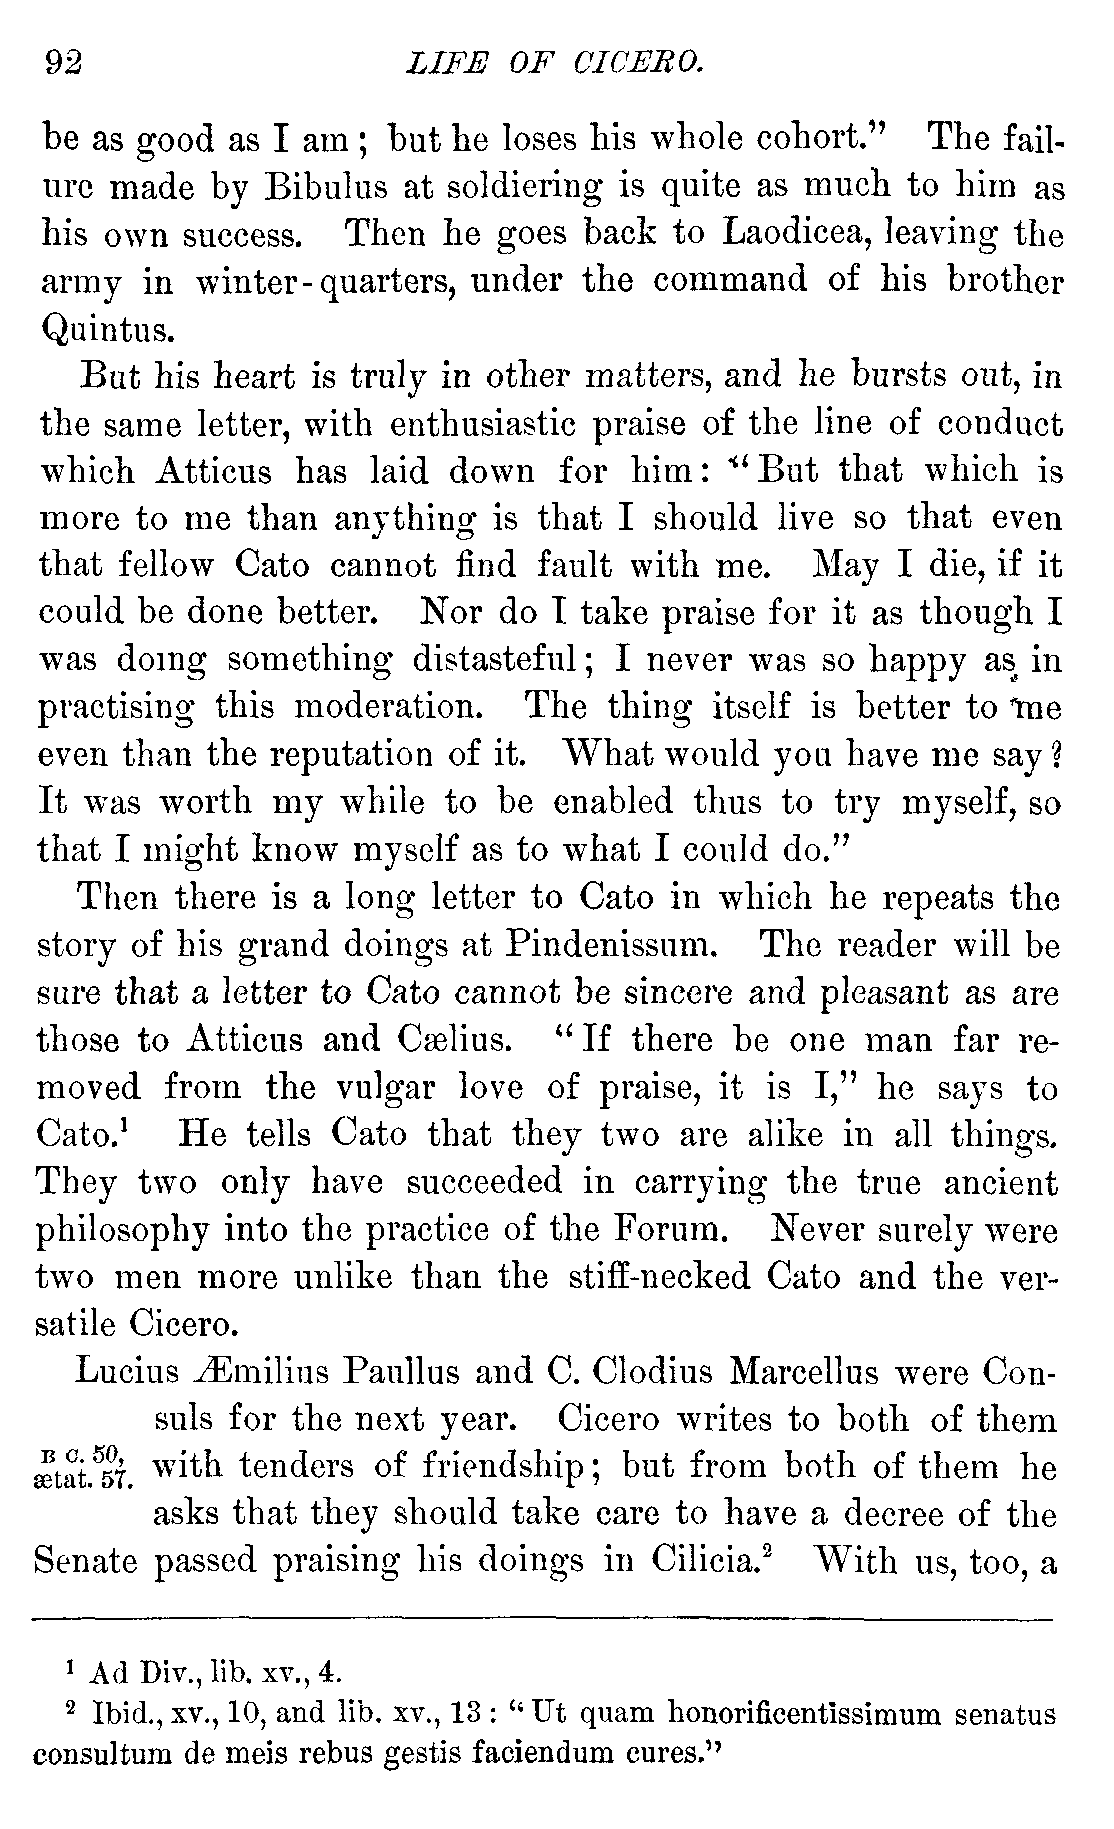 92 LIFE OF CICERO.
be as good as I am; but he loses his whole cohort.” The fail-
ure made by Bibulus at soldiering is quite as much to him as
his own success. Then he goes back to Laodicea, leaving the
army in winter-quarters, under the command of his brother
Quintus.
But his heart is truly in other matters, and he bursts out, in
the same letter, with enthusiastic praise of the line of conduct
which Atticus has laid down for him: “But that which is
more to me than anything is that I should live so that even
that fellow Cato cannot find fault with me. May I die, if it
could be done better. Nor do I take praise for it as though I
was doing something distasteful; I never was so happy as in
practising this moderation. The thing itself is better to me
even than the reputation of it. What would you have me say?
It was worth my while to be enabled thus to try myself, so
that I might know myself as to what I could do.”
Then there is a long letter to Cato in which he repeats the
story of his grand doings at Pindenissum. The reader will be
sure that a letter to Cato cannot be sincere and pleasant as are
those to Atticus and Cælius. “If there be one man far re-
moved from the vulgar love of praise, it is I,” he says to
Cato.¹ He tells Cato that they two are alike in all things.
They two only have succeeded in carrying the true ancient
philosophy into the practice of the Forum. Never surely were
two men more unlike than the stiff-necked Cato and the ver-
satile Cicero.
Lucius Æmilius Paullus and C. Clodius Marcellus were Con-
suls for the next year. Cicero writes to both of them
B C. 50,
ætat. 57.
with tenders of friendship; but from both of them he
asks that they should take care to have a decree of the
Senate passed praising his doings in Cilicia.² With us, too, a
¹ Ad Div., lib. xv., 4.
² Ibid., xv., 10, and lib. xv., 13: “Ut quam honorificentissimum senatus
consultum de meis rebus gestis faciendum cures.”